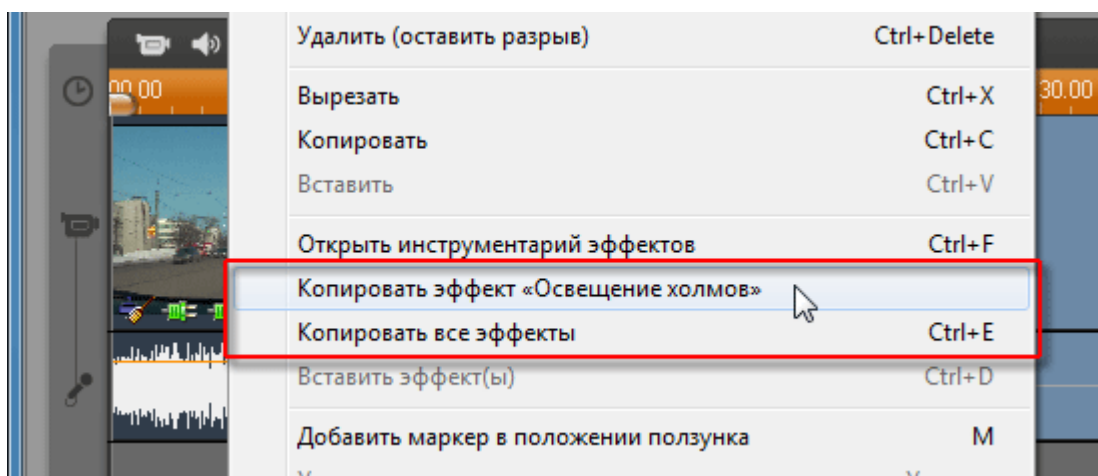 Удалить (оставить разрыв) Ctrl+Delete
00.00 30.00
Вырезать Ctrl+X
Копировать Ctrl+C
Вставить Ctrl+V
Открыть инструментарий эффектов Ctrl+F
Копировать эффект «Освещение холмов»
Копировать все эффекты Ctrl+E
Вставить эффект(ы) Ctrl+D
Добавить маркер в положении ползунка M